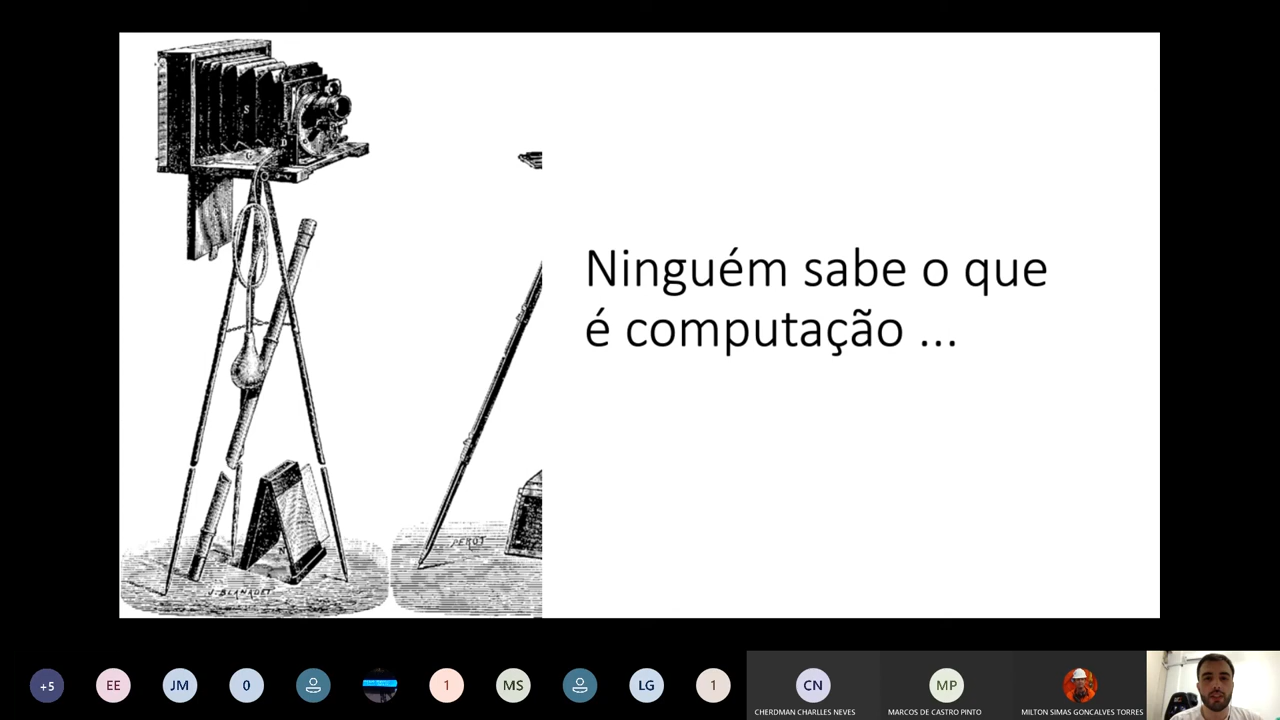 S
P
D
G
Ninguém sabe o que
é computação ...
PEROT
+5
EE
JM
0
1
MS
LG
1
CN
MP
CHERDMAN CHARLLES NEVES
MARCOS DE CASTRO PINTO
MILTON SIMAS GONCALVES TORRES